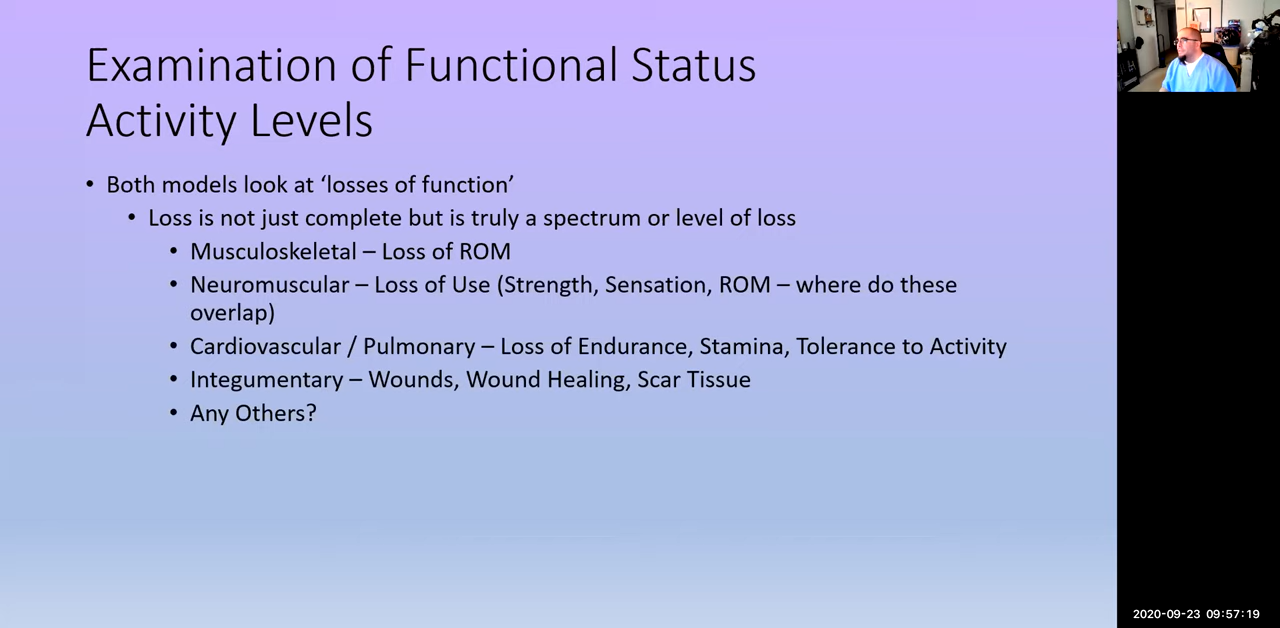 Examination of Functional Status
Activity Levels
• Both models look at ‘losses of function’
• Loss is not just complete but is truly a spectrum or level of loss
• Musculoskeletal – Loss of ROM
• Neuromuscular – Loss of Use (Strength, Sensation, ROM – where do these
overlap)
• Cardiovascular / Pulmonary – Loss of Endurance, Stamina, Tolerance to Activity
• Integumentary – Wounds, Wound Healing, Scar Tissue
• Any Others?
2020-09-23 09:57:19